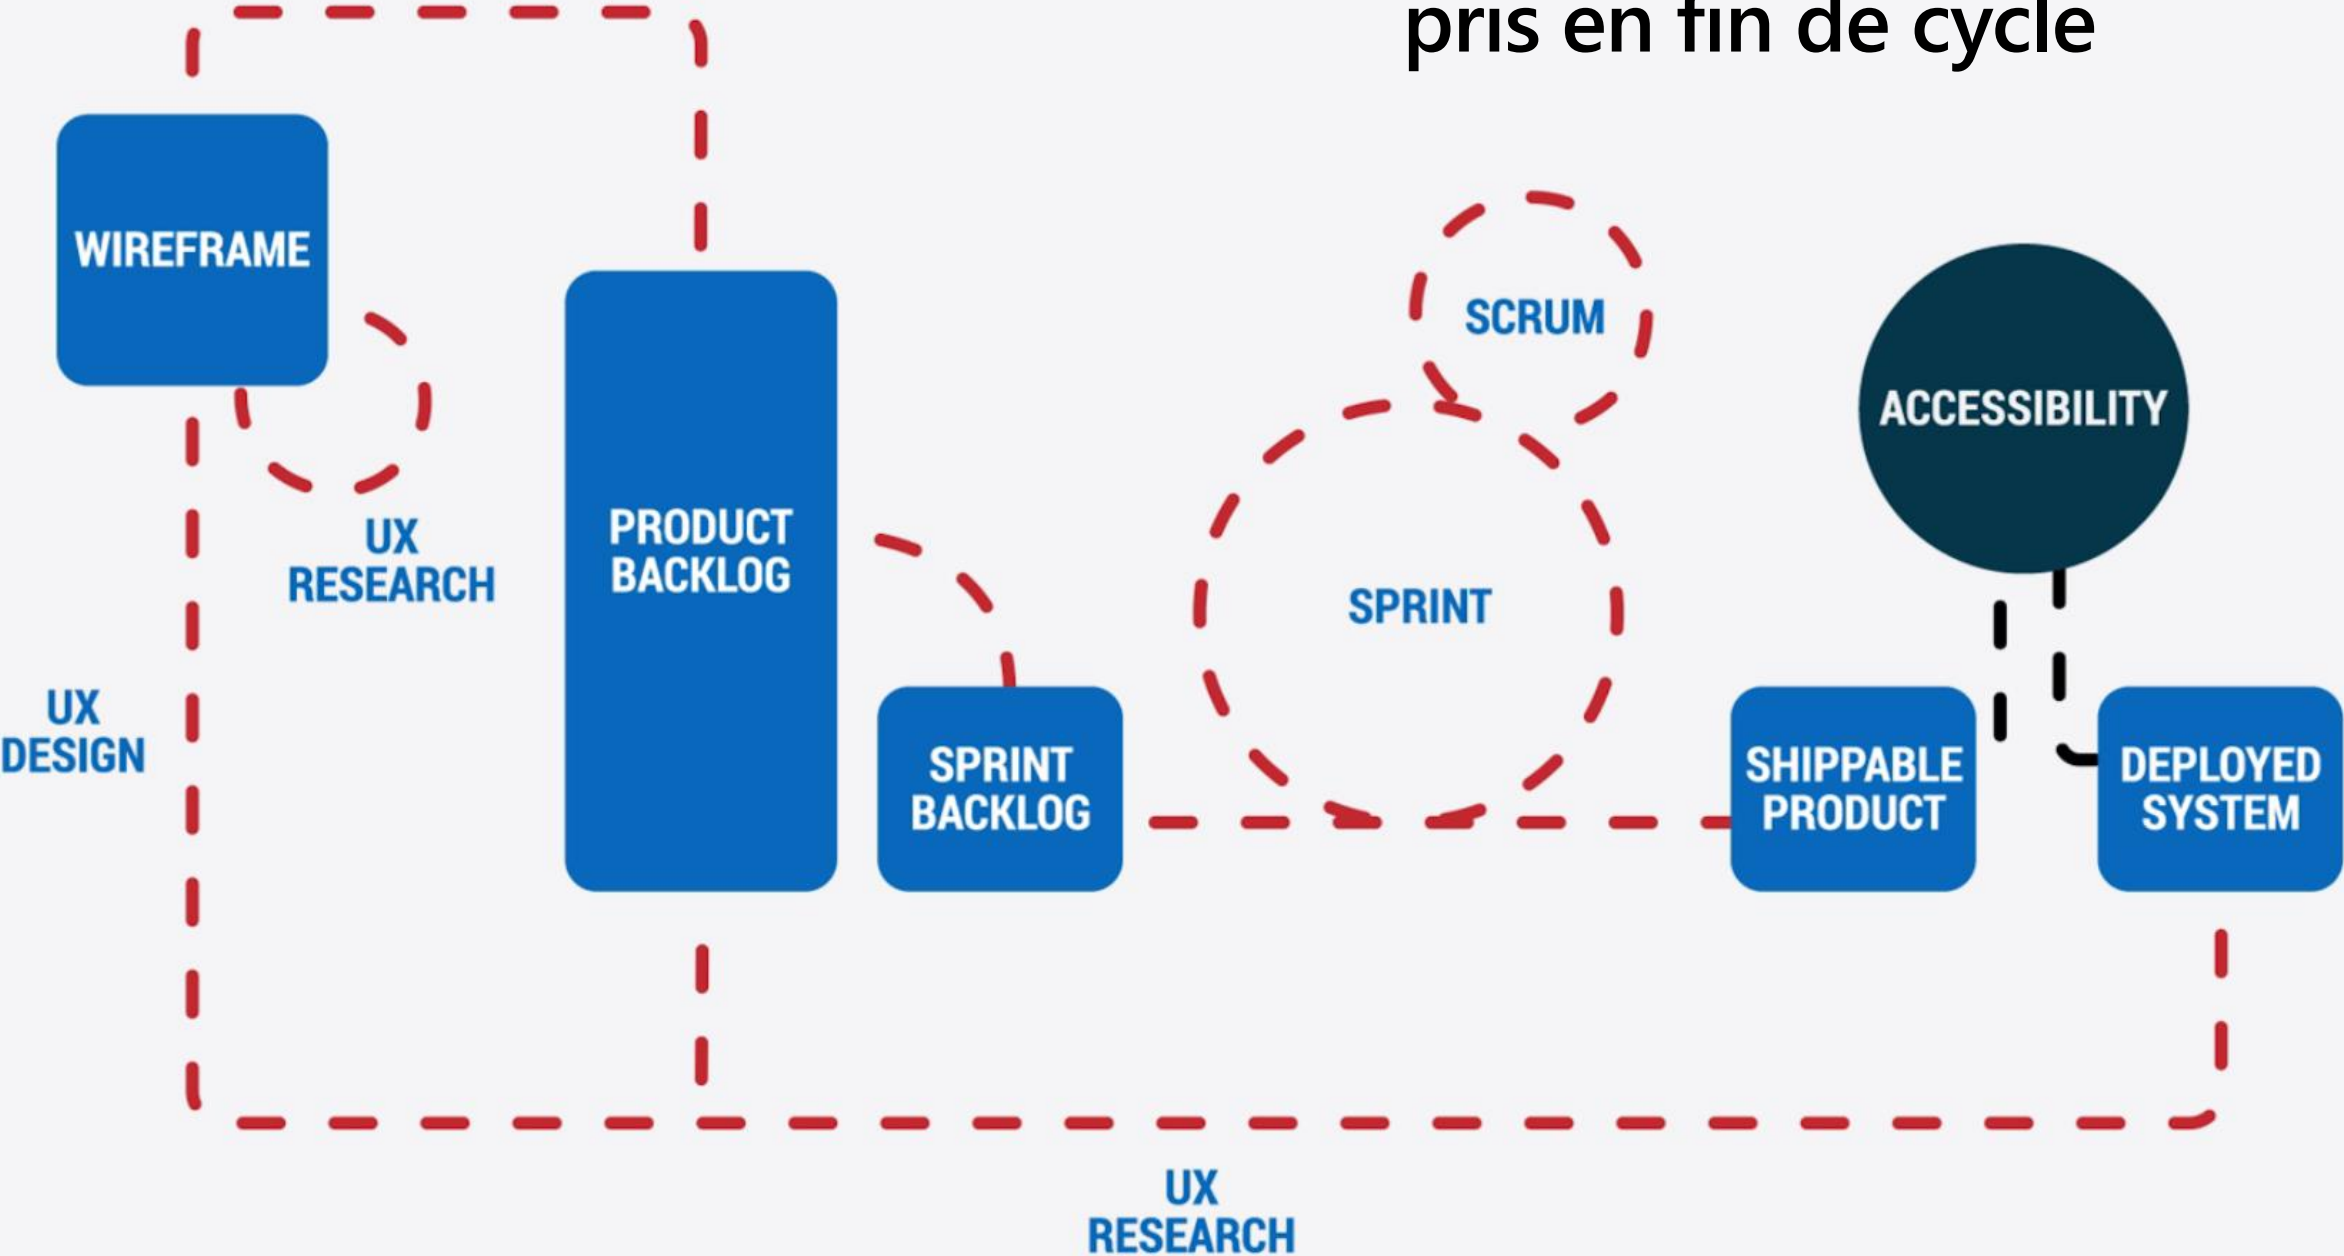 pris en fin de cycle
WIREFRAME
UX
RESEARCH
UX
DESIGN
PRODUCT
BACKLOG
SPRINT
BACKLOG
SCRUM
SPRINT
ACCESSIBILITY
SHIPPABLE
PRODUCT
DEPLOYED
SYSTEM
UX
RESEARCH